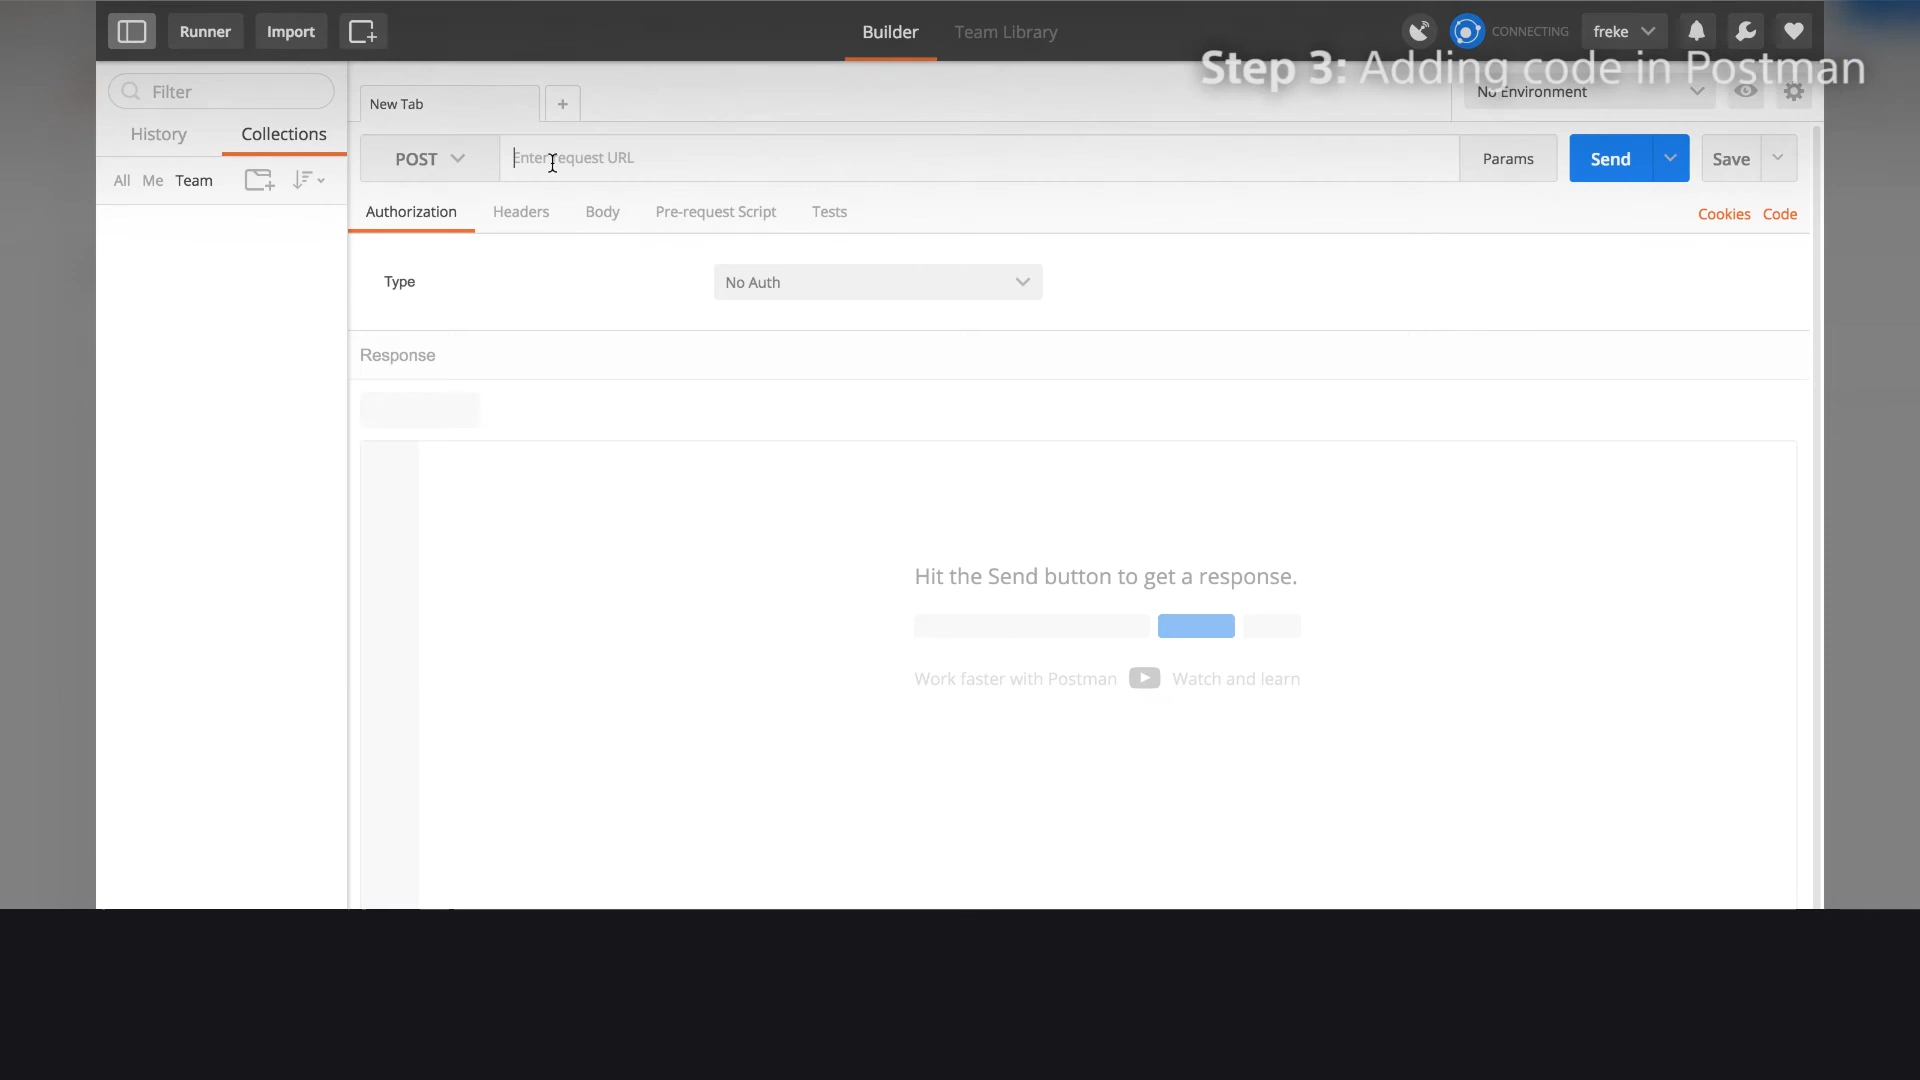 Runner Import Builder Team Library CONNECTING freke
Step 3: Adding code in Postman
Filter
New Tab +
No Environment
History Collections
POST Enter request URL Params Send Save
All Me Team
Authorization Headers Body Pre-request Script Tests Cookies Code
Type No Auth
Response
Hit the Send button to get a response.
Work faster with Postman Watch and learn